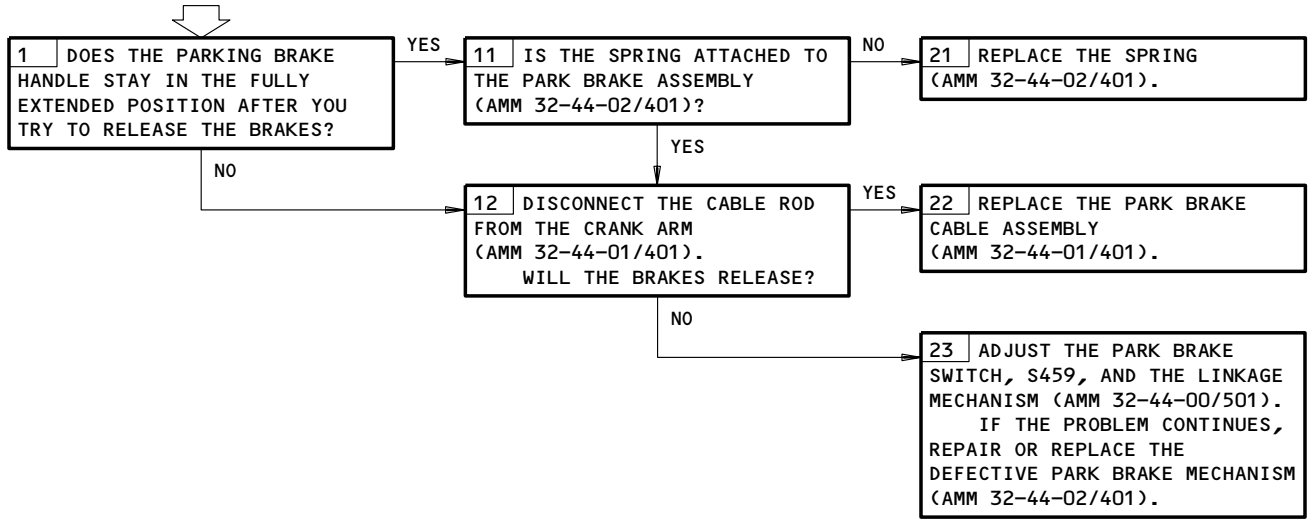 1 DOES THE PARKING BRAKE
HANDLE STAY IN THE FULLY
EXTENDED POSITION AFTER YOU
TRY TO RELEASE THE BRAKES?
YES
NO
11 IS THE SPRING ATTACHED TO
THE PARK BRAKE ASSEMBLY
(AMM 32-44-02/401)?
NO
YES
21 REPLACE THE SPRING
(AMM 32-44-02/401).
12 DISCONNECT THE CABLE ROD
FROM THE CRANK ARM
(AMM 32-44-01/401).
WILL THE BRAKES RELEASE?
YES
NO
22 REPLACE THE PARK BRAKE
CABLE ASSEMBLY
(AMM 32-44-01/401).
23 ADJUST THE PARK BRAKE
SWITCH, S459, AND THE LINKAGE
MECHANISM (AMM 32-44-00/501).
IF THE PROBLEM CONTINUES,
REPAIR OR REPLACE THE
DEFECTIVE PARK BRAKE MECHANISM
(AMM 32-44-02/401).